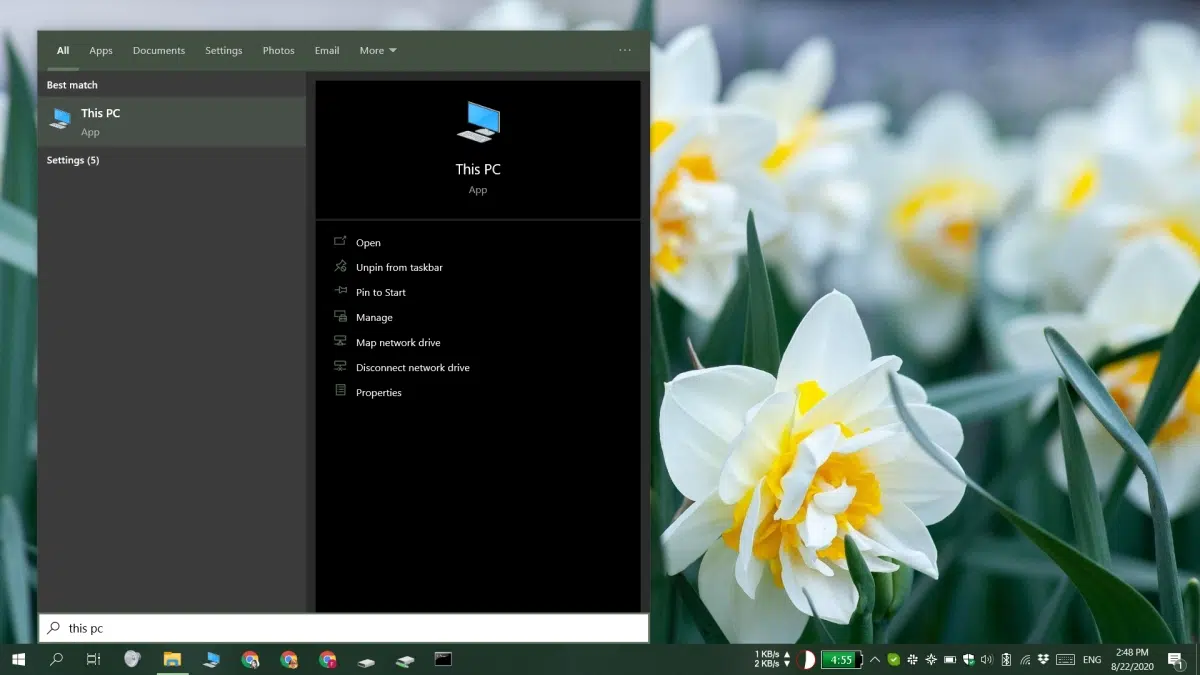 All Apps Documents Settings Photos Email More ...
Best match
This PC
App
Settings (5)
This PC
App
Open
Unpin from taskbar
Pin to Start
Manage
Map network drive
Disconnect network drive
Properties
this pc
1 KB/s
2 KB/s
4:55
ENG
2:48 PM
8/22/2020
1